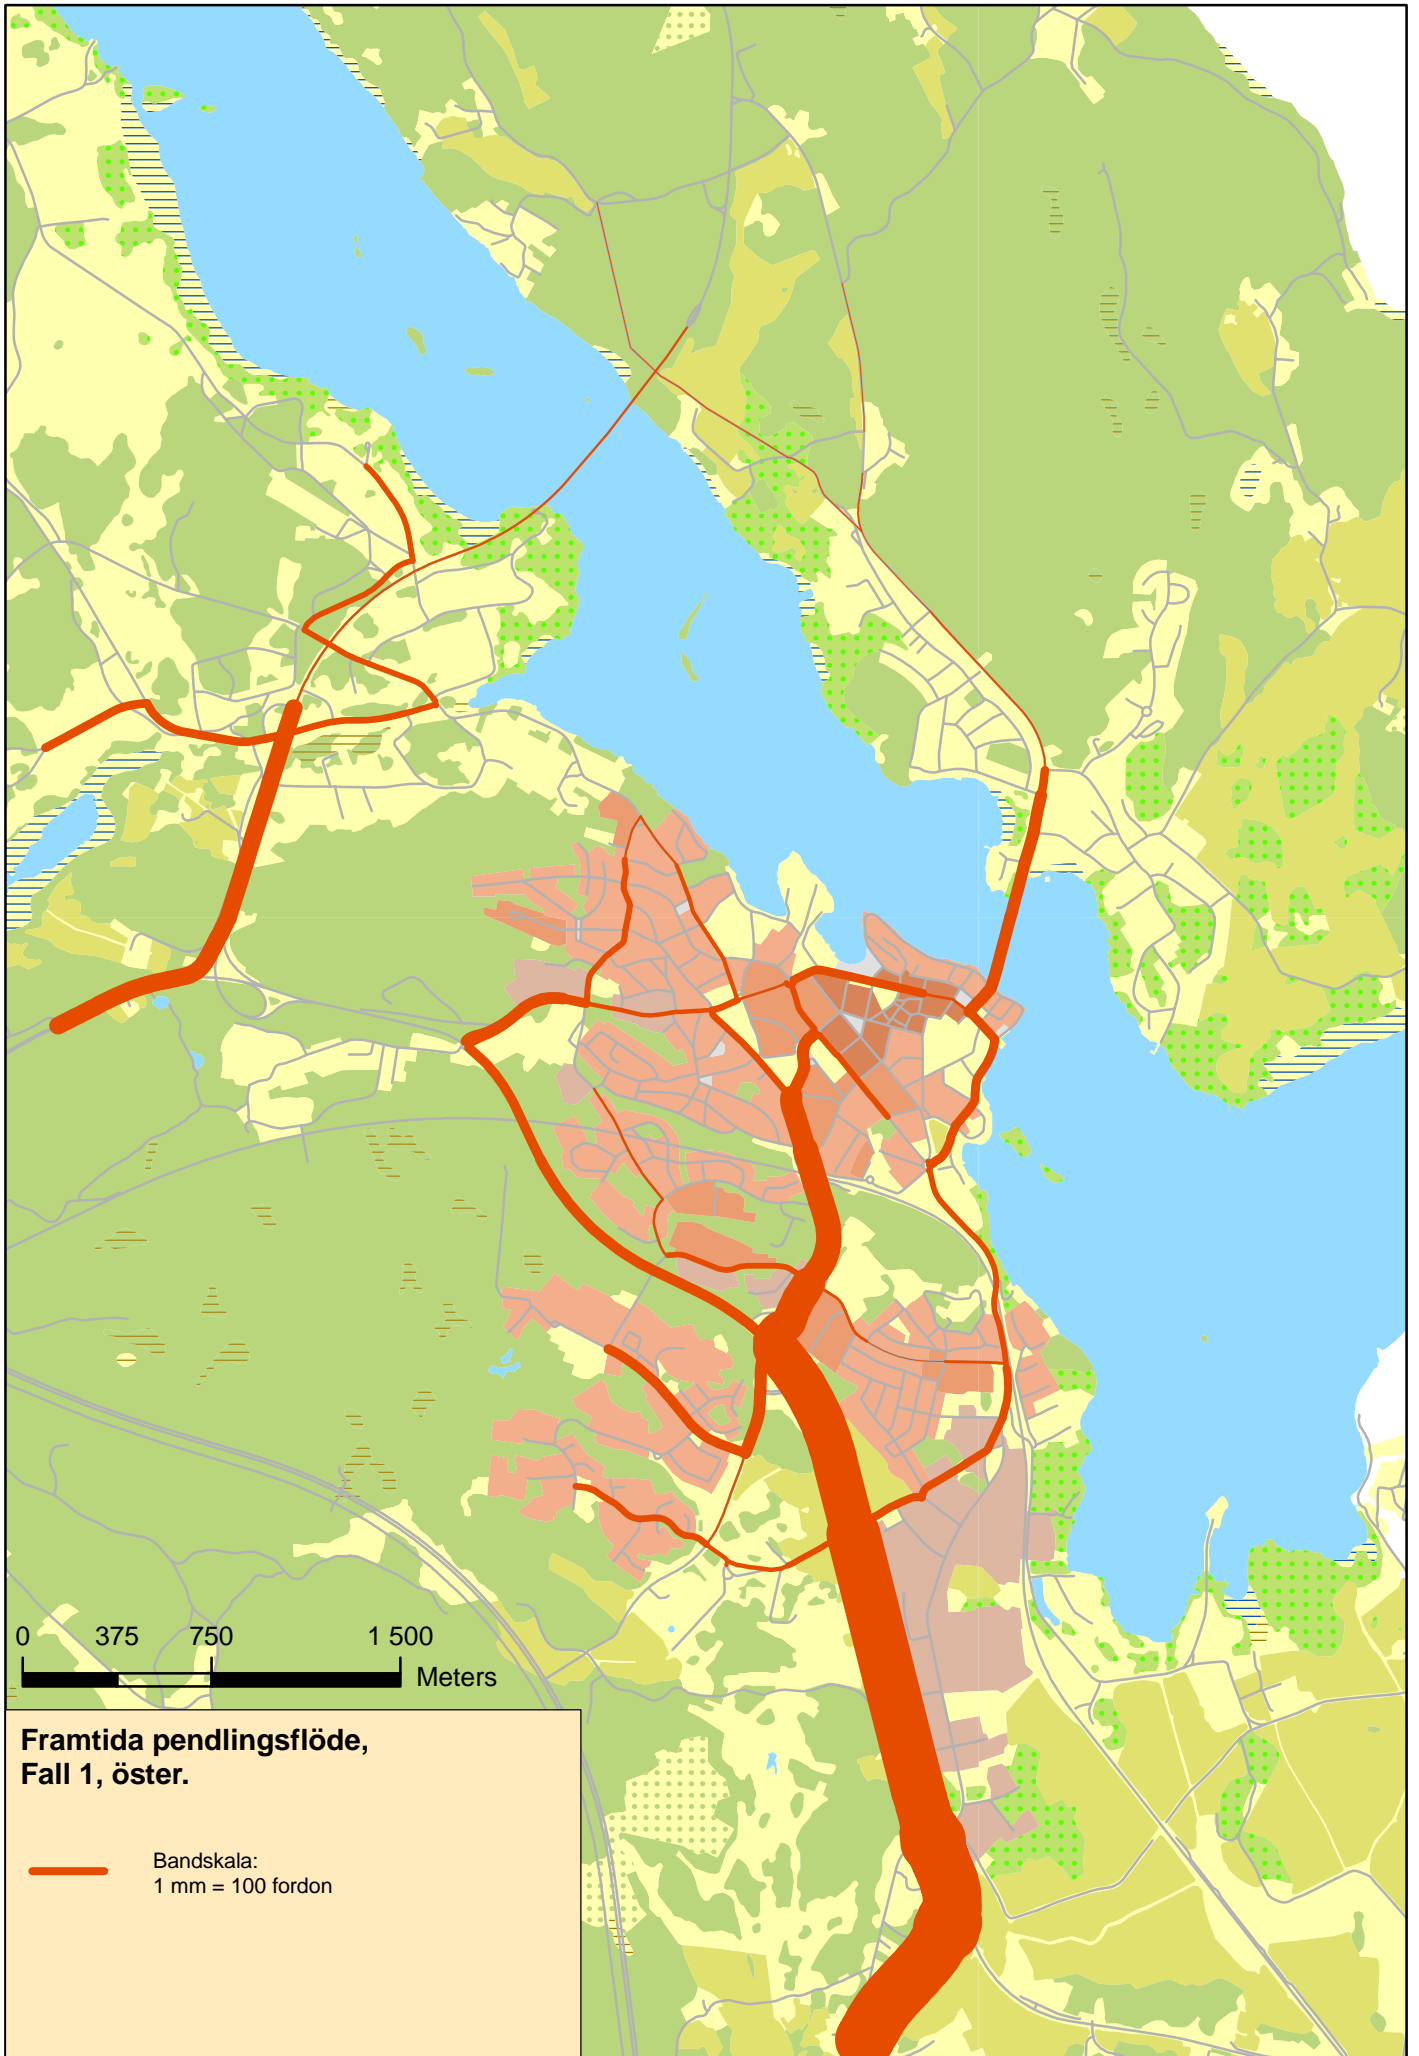 0 375 750 1 500
Meters
Framtida pendlingsflöde,
Fall 1, öster.
Bandskala:
1 mm = 100 fordon